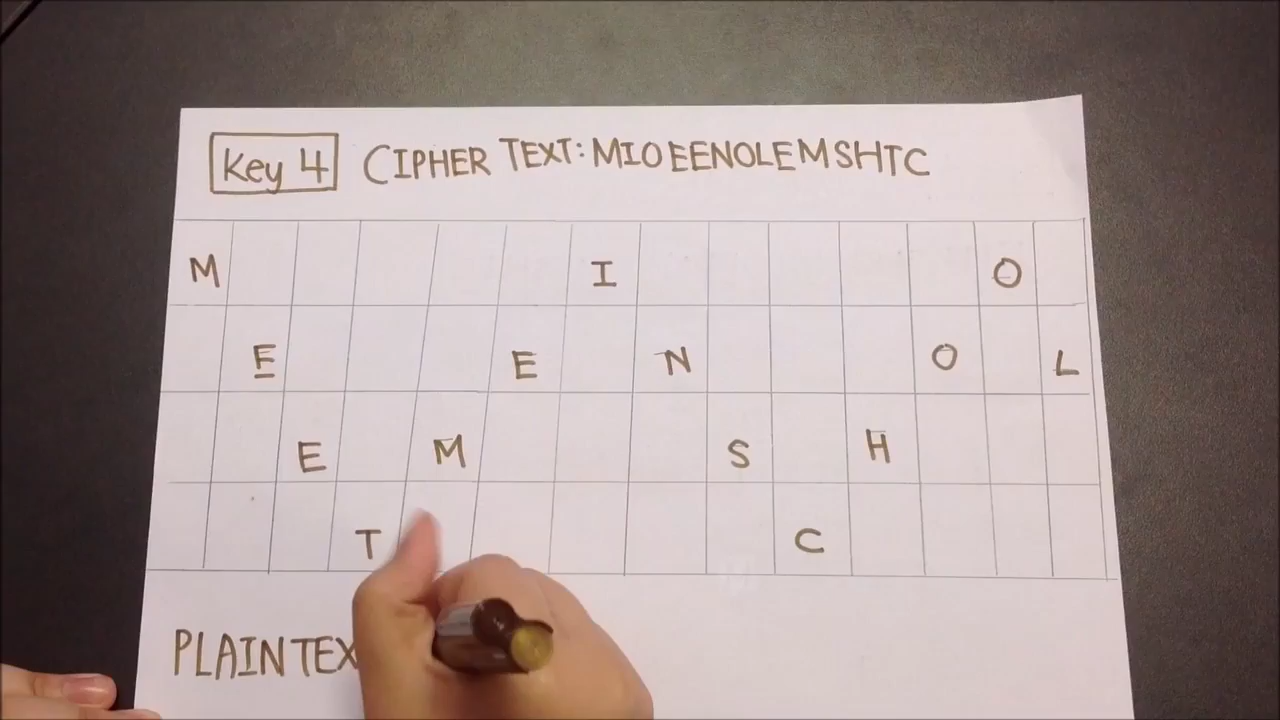 Key 4 CIPHER TEXT: MIOEENOLEMSHTC
M I O
E E N O L
E M S H
T C
PLAINTEX